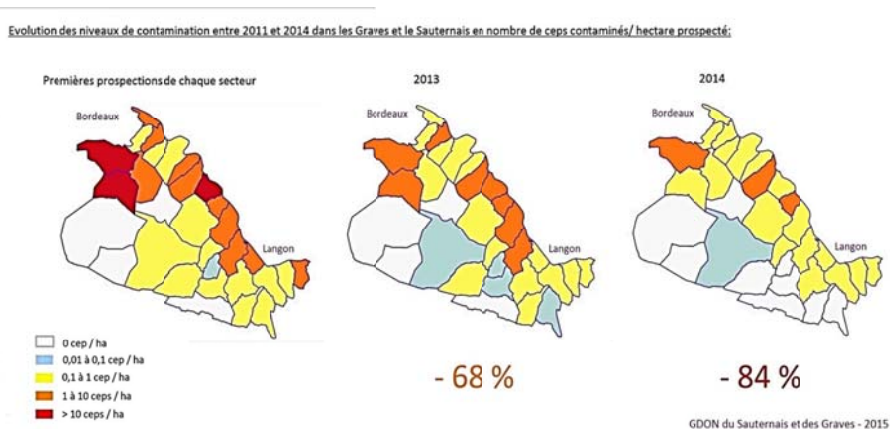 Evolution des niveaux de contamination entre 2011 et 2014 dans les Graves et le Sauternais en nombre de ceps contaminés/ hectare prospecté:
Premières prospections de chaque secteur
2013
2014
Bordeaux
Bordeaux
Bordeaux
Langon
Langon
Langon
0 cep / ha
0,01 à 0,1 cep / ha
0,1 à 1 cep / ha
1 à 10 ceps / ha
> 10 ceps / ha
- 68 %
- 84 %
GDON du Sauternais et des Graves - 2015